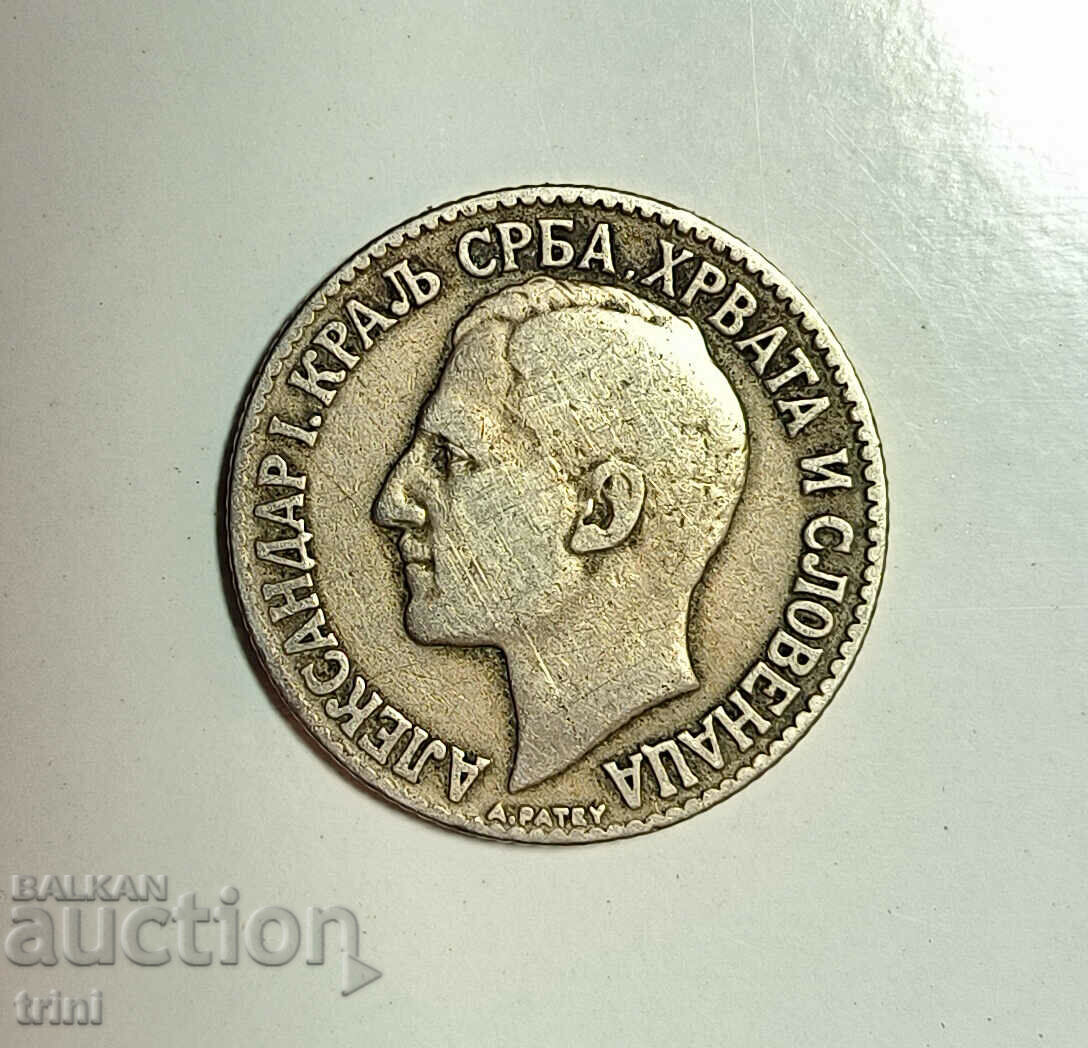 АЛЕКСАНДАР I. КРАЉ СРБА, ХРВАТА И СЛОВЕНАЦА
A. PATEY
BALKAN
auction
trini